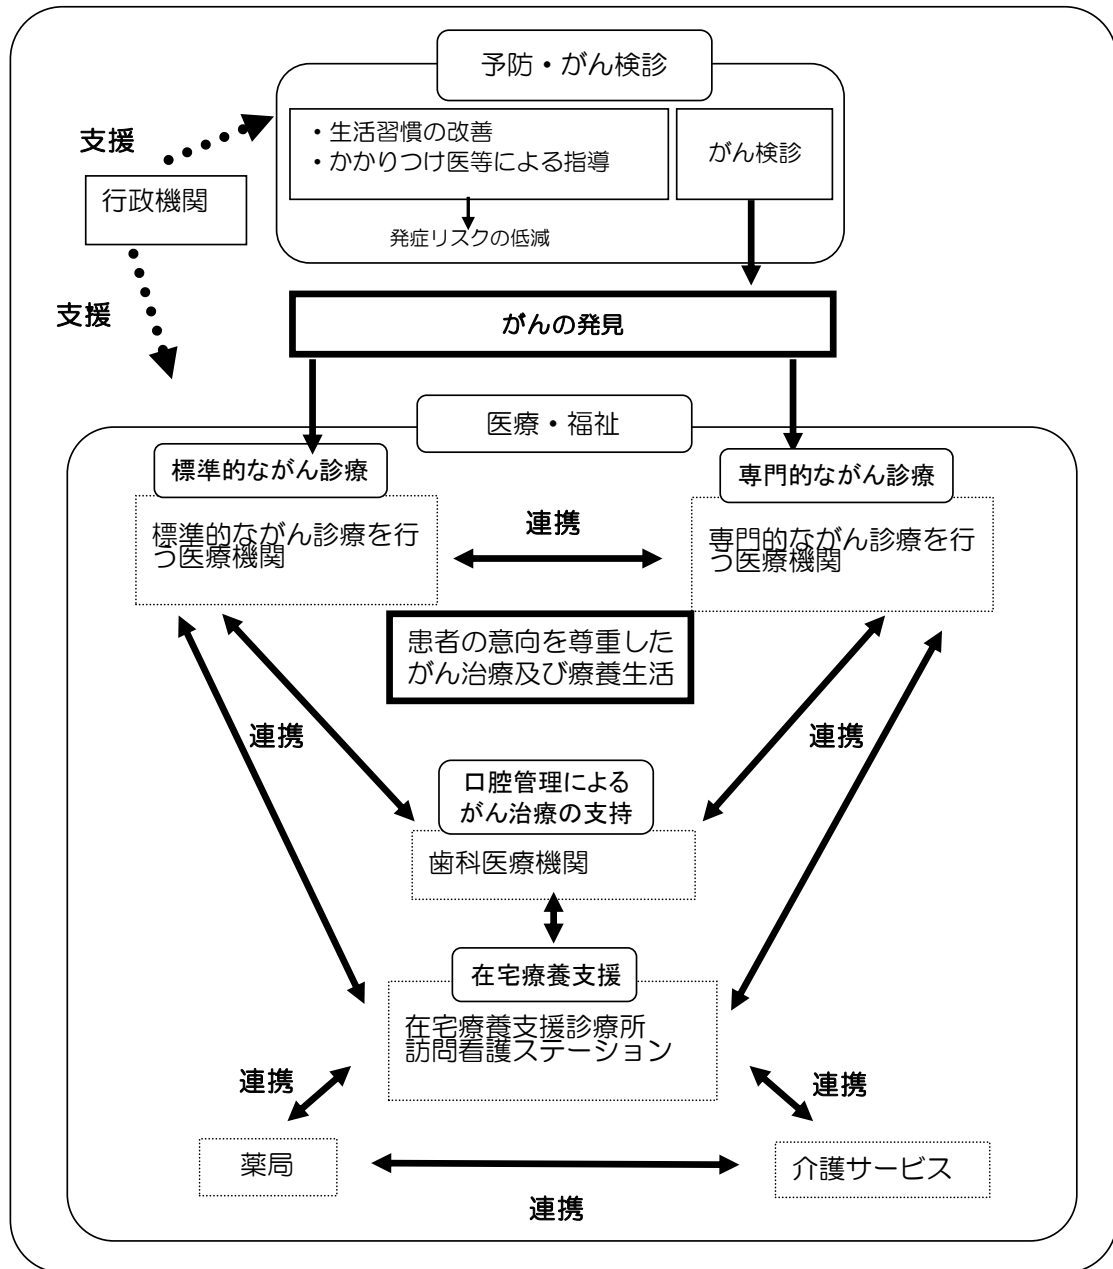 予防・がん検診
・生活習慣の改善
・かかりつけ医等による指導
がん検診
支援
行政機関
発症リスクの低減
支援
がんの発見
医療・福祉
標準的ながん診療
専門的ながん診療
標準的ながん診療を行
う医療機関
連携
専門的ながん診療を行
う医療機関
患者の意向を尊重した
がん治療及び療養生活
連携
連携
口腔管理による
がん治療の支持
歯科医療機関
在宅療養支援
在宅療養支援診療所
訪問看護ステーション
連携
連携
薬局
介護サービス
連携